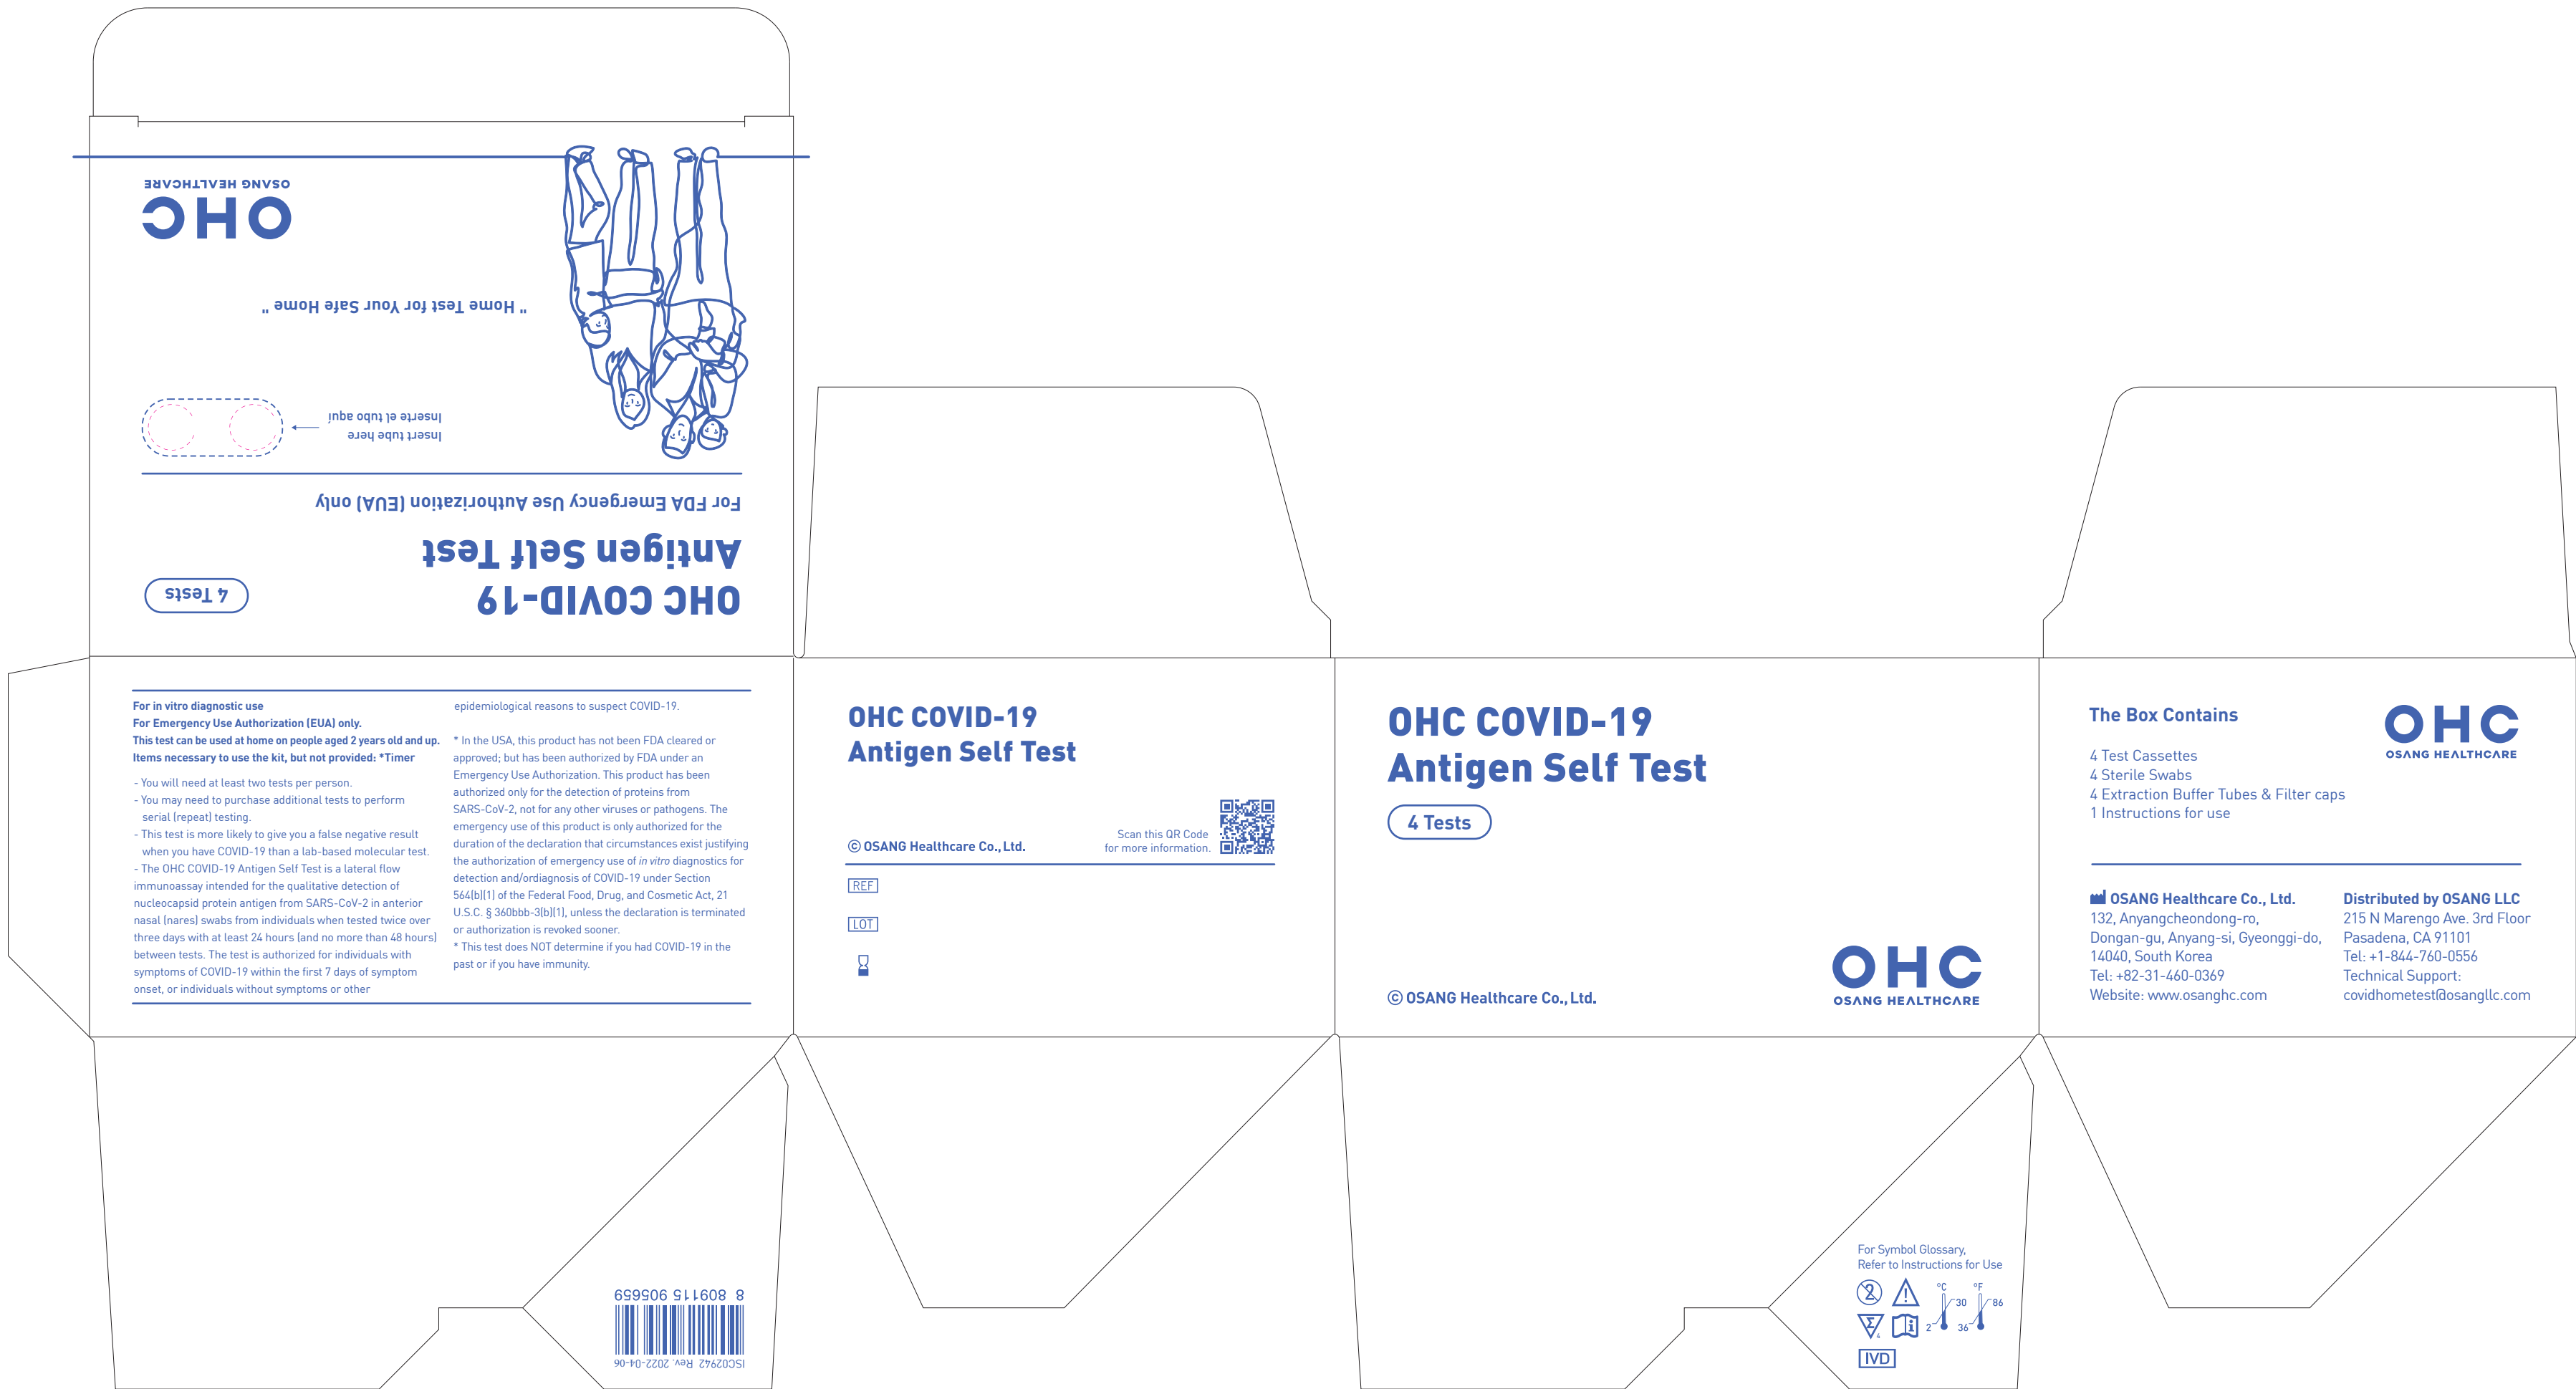 OHC COVID-19
Antigen Self Test
4 Tests
For FDA Emergency Use Authorization (EUA) only
Insert tube here
Inserte el tubo aquí
" Home Test for Your Safe Home "
OHC
OSANG HEALTHCARE
For in vitro diagnostic use
For Emergency Use Authorization (EUA) only.
This test can be used at home on people aged 2 years old and up.
Items necessary to use the kit, but not provided: *Timer
- You will need at least two tests per person.
- You may need to purchase additional tests to perform
serial (repeat) testing.
- This test is more likely to give you a false negative result
when you have COVID-19 than a lab-based molecular test.
- The OHC COVID-19 Antigen Self Test is a lateral flow
immunoassay intended for the qualitative detection of
nucleocapsid protein antigen from SARS-CoV-2 in anterior
nasal (nares) swabs from individuals when tested twice over
three days with at least 24 hours (and no more than 48 hours)
between tests. The test is authorized for individuals with
symptoms of COVID-19 within the first 7 days of symptom
onset, or individuals without symptoms or other
epidemiological reasons to suspect COVID-19.
* In the USA, this product has not been FDA cleared or
approved; but has been authorized by FDA under an
Emergency Use Authorization. This product has been
authorized only for the detection of proteins from
SARS-CoV-2, not for any other viruses or pathogens. The
emergency use of this product is only authorized for the
duration of the declaration that circumstances exist justifying
the authorization of emergency use of in vitro diagnostics for
detection and/ordiagnosis of COVID-19 under Section
564(b)(1) of the Federal Food, Drug, and Cosmetic Act, 21
U.S.C. § 360bbb-3(b)(1), unless the declaration is terminated
or authorization is revoked sooner.
* This test does NOT determine if you had COVID-19 in the
past or if you have immunity.
OHC COVID-19
Antigen Self Test
© OSANG Healthcare Co., Ltd.
Scan this QR Code
for more information.
REF
LOT
OHC COVID-19
Antigen Self Test
4 Tests
© OSANG Healthcare Co., Ltd.
OHC
OSANG HEALTHCARE
The Box Contains
4 Test Cassettes
4 Sterile Swabs
4 Extraction Buffer Tubes & Filter caps
1 Instructions for use
OHC
OSANG HEALTHCARE
OSANG Healthcare Co., Ltd.
132, Anyangcheondong-ro,
Dongan-gu, Anyang-si, Gyeonggi-do,
14040, South Korea
Tel: +82-31-460-0369
Website: www.osanghc.com
Distributed by OSANG LLC
215 N Marengo Ave. 3rd Floor
Pasadena, CA 91101
Tel: +1-844-760-0556
Technical Support:
covidhometest@osangllc.com
ISC02942 Rev. 2022-04-06
8 809115 905659
For Symbol Glossary,
Refer to Instructions for Use
2
°C
30
2
°F
86
36
Σ
4
i
IVD